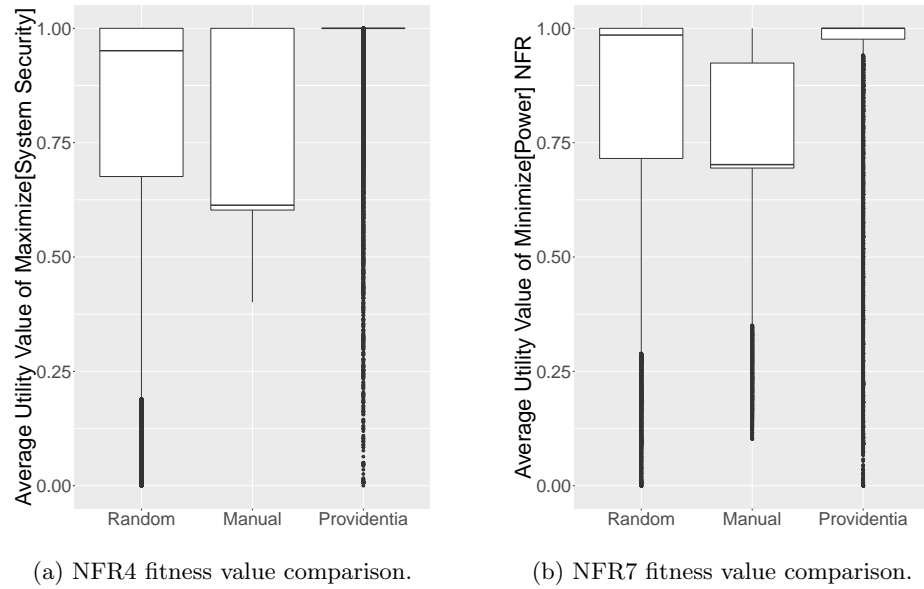 Average Utility Value of Maximize[System Security]
1.00
0.75
0.50
0.25
0.00
Random Manual Providentia
(a) NFR4 fitness value comparison.
Average Utility Value of Minimize[Power] NFR
1.00
0.75
0.50
0.25
0.00
Random Manual Providentia
(b) NFR7 fitness value comparison.